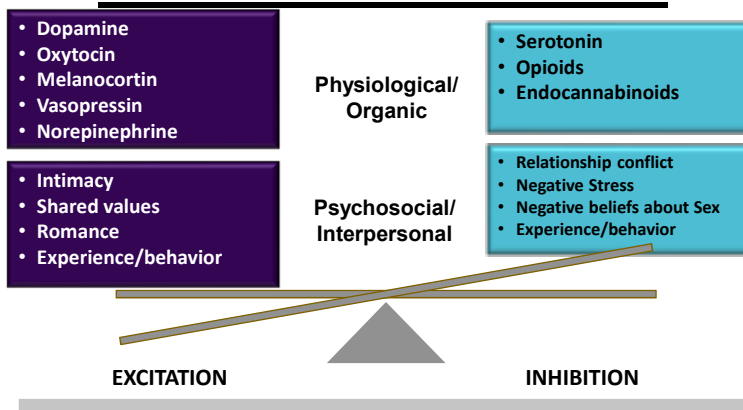 • Dopamine
• Oxytocin
• Melanocortin
• Vasopressin
• Norepinephrine
Physiological/
Organic
• Serotonin
• Opioids
• Endocannabinoids
• Intimacy
• Shared values
• Romance
• Experience/behavior
Psychosocial/
Interpersonal
• Relationship conflict
• Negative Stress
• Negative beliefs about Sex
• Experience/behavior
EXCITATION
INHIBITION